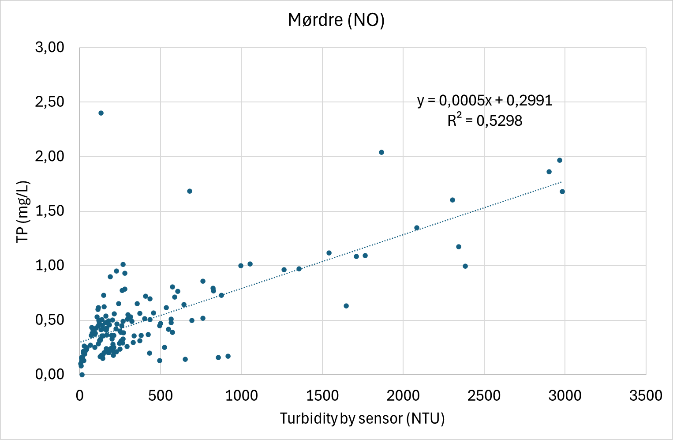 Mørdre (NO)
3,00
2,50
2,00
1,50
1,00
0,50
0,00
TP (mg/L)
y = 0,0005x + 0,2991
R² = 0,5298
0 500 1000 1500 2000 2500 3000 3500
Turbidity by sensor (NTU)